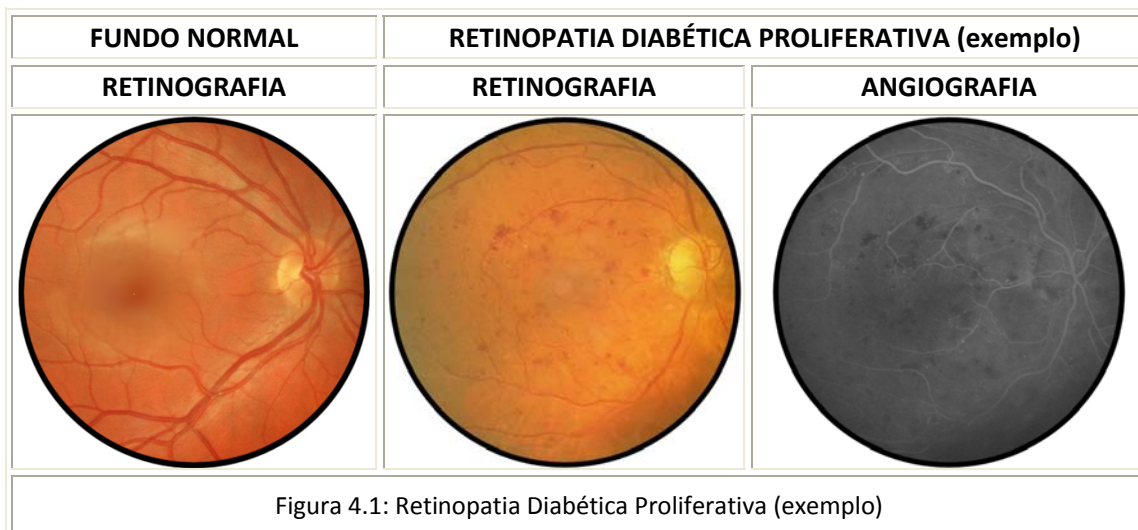 FUNDO NORMAL
RETINOPATIA DIABÉTICA PROLIFERATIVA (exemplo)
RETINOGRAFIA
RETINOGRAFIA
ANGIOGRAFIA
Figura 4.1: Retinopatia Diabética Proliferativa (exemplo)